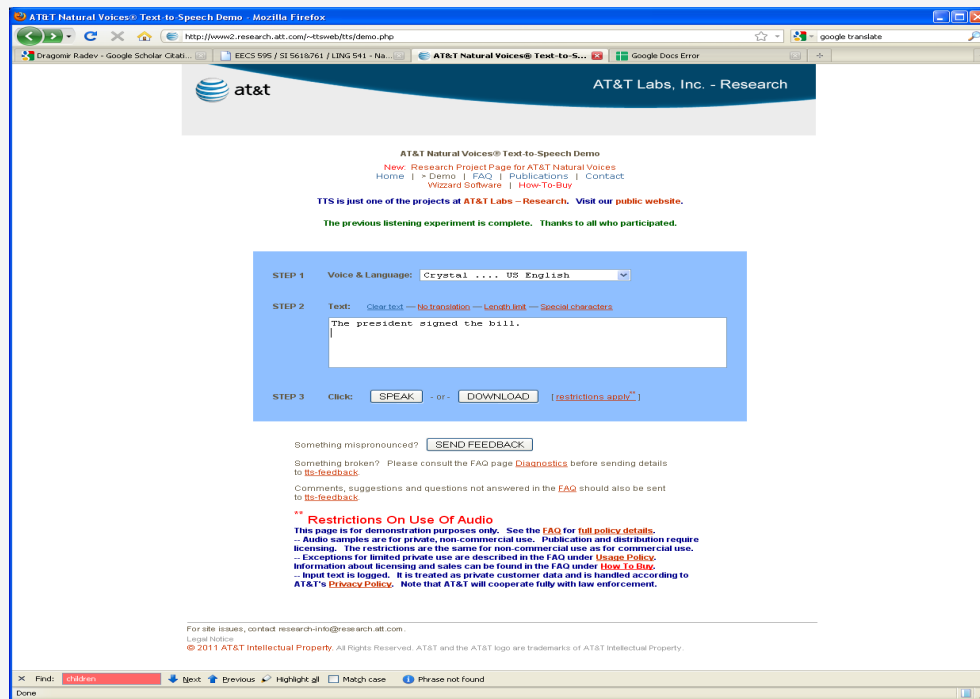 AT&T Natural Voices® Text-to-Speech Demo - Mozilla Firefox
http://www2.research.att.com/~ttsweb/tts/demo.php
google translate
Dragomir Radev - Google Scholar Citati...
EECS 595 / SI 561&761 / LING 541 - Na...
AT&T Natural Voices® Text-to-S...
Google Docs Error
at&t
AT&T Labs, Inc. - Research
AT&T Natural Voices® Text-to-Speech Demo
New: Research Project Page for AT&T Natural Voices
Home | > Demo | FAQ | Publications | Contact
Wizzard Software | How-To-Buy
TTS is just one of the projects at AT&T Labs – Research. Visit our public website.
The previous listening experiment is complete. Thanks to all who participated.
STEP 1 Voice & Language: Crystal .... US English
STEP 2 Text: Clear text — No translation — Length limit — Special characters
The president signed the bill.
STEP 3 Click: SPEAK - or - DOWNLOAD [ restrictions apply** ]
Something mispronounced? SEND FEEDBACK
Something broken? Please consult the FAQ page Diagnostics before sending details
to tts-feedback.
Comments, suggestions and questions not answered in the FAQ should also be sent
to tts-feedback.
** Restrictions On Use Of Audio
This page is for demonstration purposes only. See the FAQ for full policy details.
-- Audio samples are for private, non-commercial use. Publication and distribution require
licensing. The restrictions are the same for non-commercial use as for commercial use.
-- Exceptions for limited private use are described in the FAQ under Usage Policy.
Information about licensing and sales can be found in the FAQ under How To Buy.
-- Input text is logged. It is treated as private customer data and is handled according to
AT&T's Privacy Policy. Note that AT&T will cooperate fully with law enforcement.
For site issues, contact research-info@research.att.com.
Legal Notice
© 2011 AT&T Intellectual Property. All Rights Reserved. AT&T and the AT&T logo are trademarks of AT&T Intellectual Property.
Find: children Next Previous Highlight all Match case Phrase not found
Done